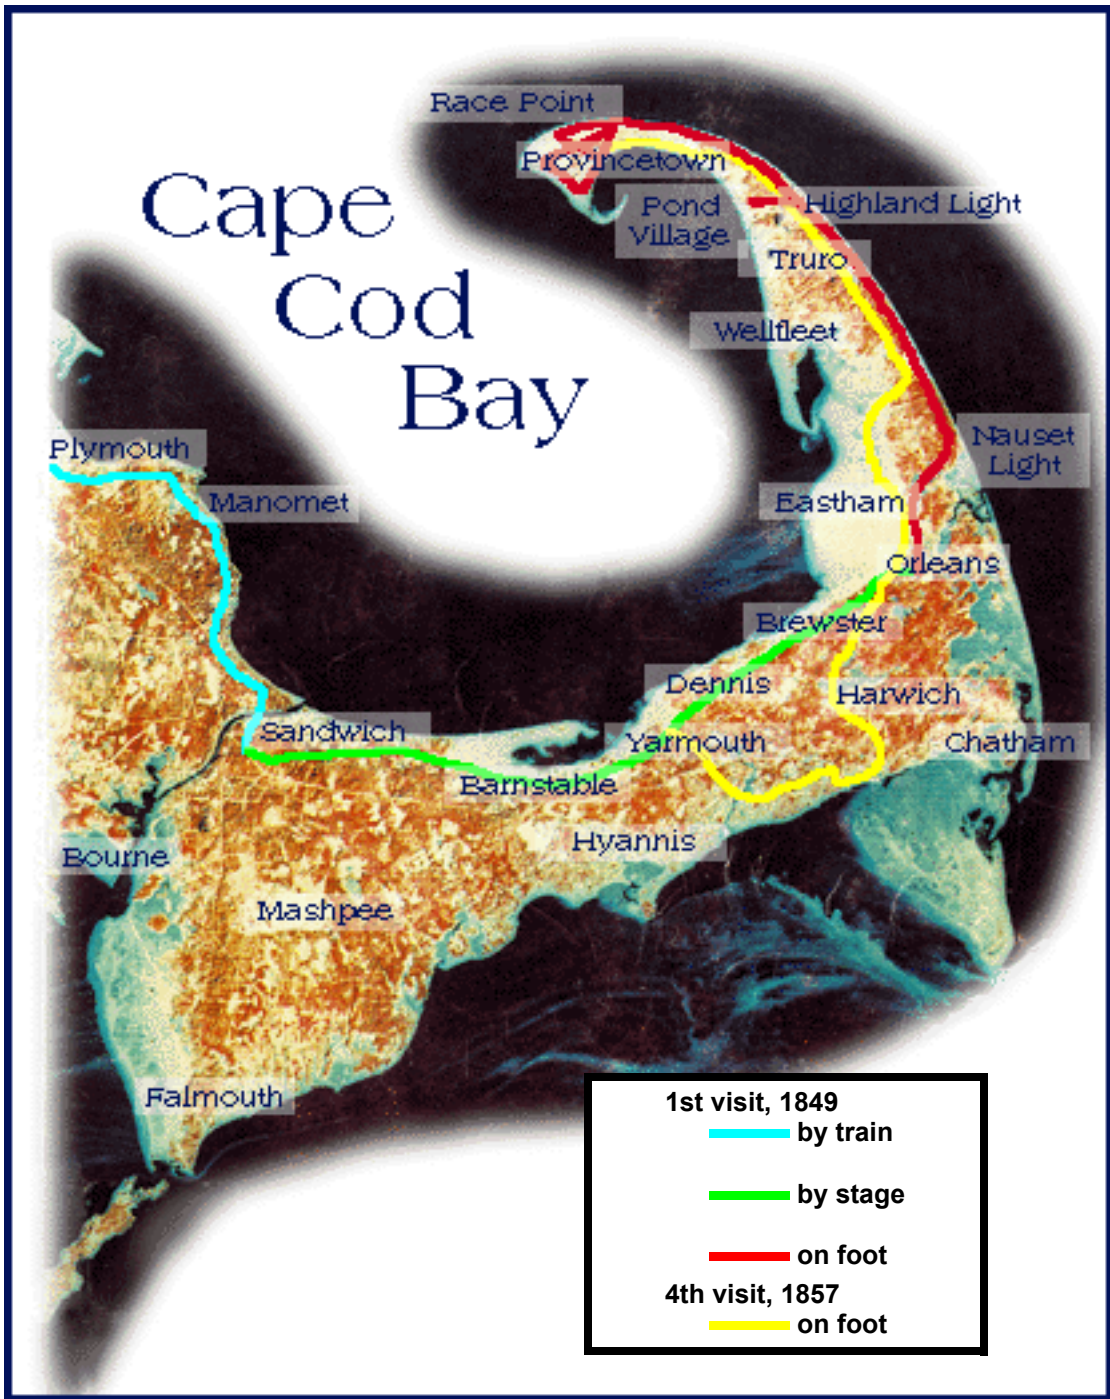 Race Point
Provincetown
Cape
Cod
Bay
Pond
Village
Highland Light
Truro
Wellfleet
Plymouth
Manomet
Nauset
Light
Eastham
Orleans
Brewster
Dennis
Harwich
Sandwich
Yarmouth
Chatham
Barnstable
Hyannis
Bourne
Mashpee
Falmouth
1st visit, 1849
by train
by stage
on foot
4th visit, 1857
on foot